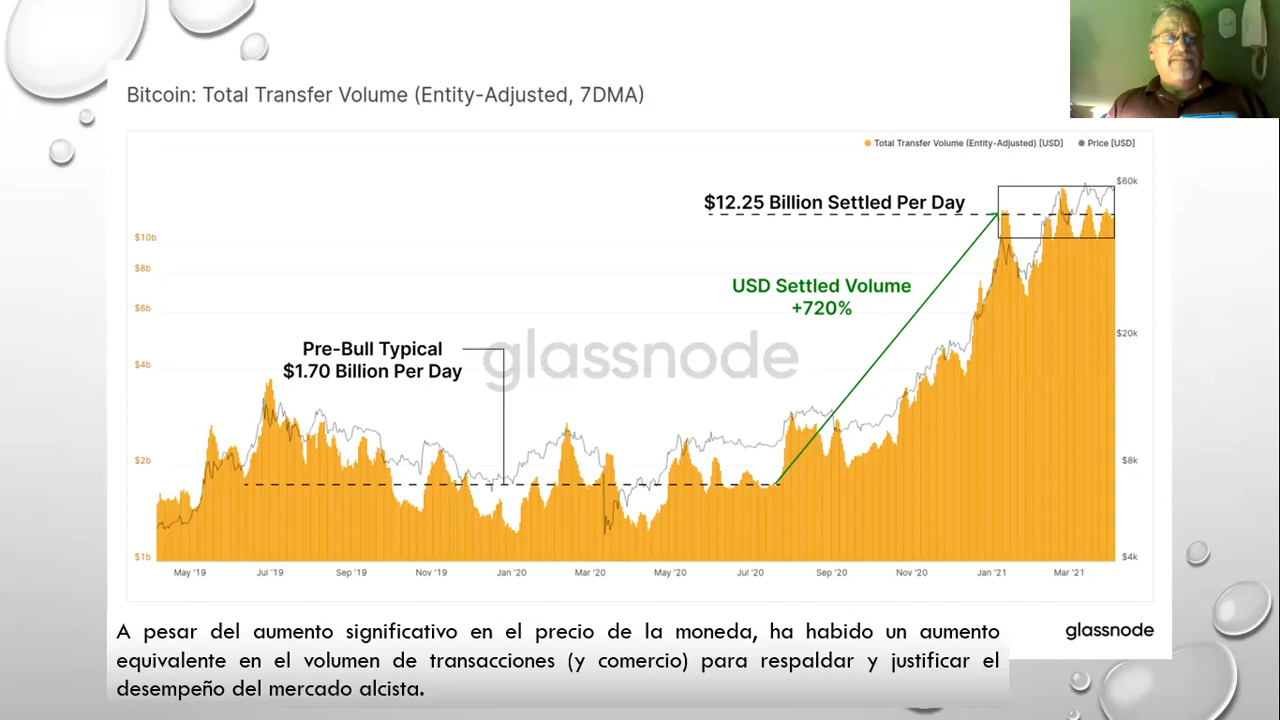 Bitcoin: Total Transfer Volume (Entity-Adjusted, 7DMA)
Total Transfer Volume (Entity-Adjusted) [USD] Price [USD]
$60k
$12.25 Billion Settled Per Day
$10b
$8b
USD Settled Volume
+720%
$6b
$20k
Pre-Bull Typical
$1.70 Billion Per Day
glassnode
$4b
$2b
$8k
$1b
$4k
May '19 Jul '19 Sep '19 Nov '19 Jan '20 Mar '20 May '20 Jul '20 Sep '20 Nov '20 Jan '21 Mar '21
glassnode
A pesar del aumento significativo en el precio de la moneda, ha habido un aumento
equivalente en el volumen de transacciones (y comercio) para respaldar y justificar el
desempeño del mercado alcista.